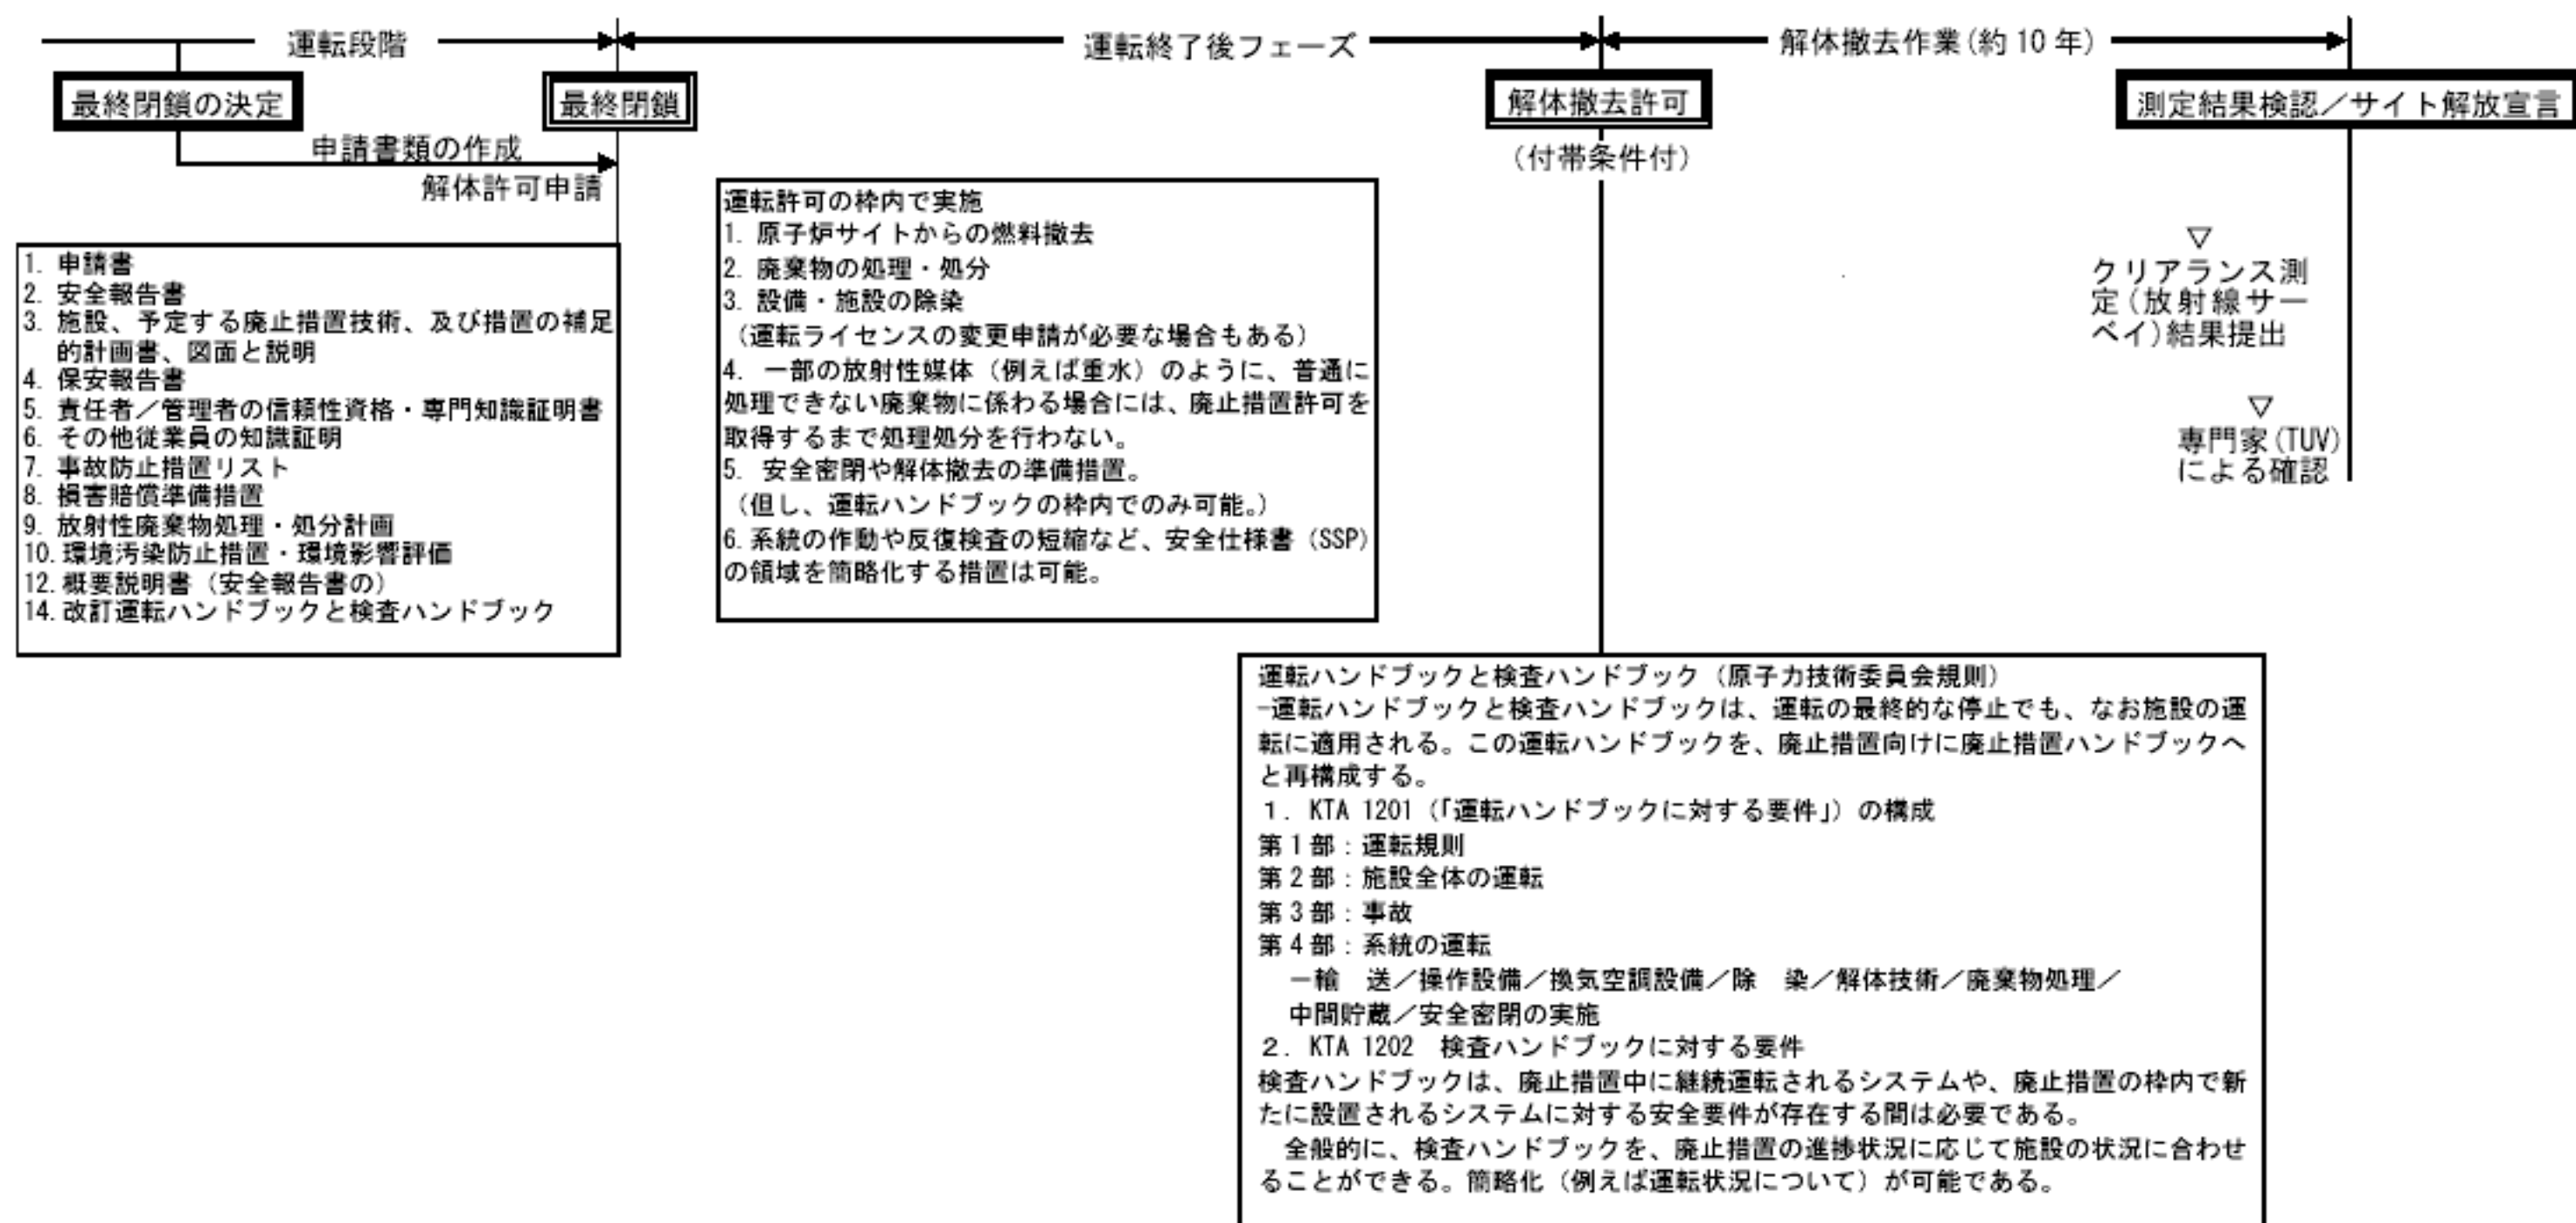 運転段階
運転終了後フェーズ
解体撤去作業(約10年)
最終閉鎖の決定
最終閉鎖
解体撤去許可
測定結果検認／サイト解放宣言
申請書類の作成
解体許可申請
(付帯条件付)
1. 申請書
2. 安全報告書
3. 施設、予定する廃止措置技術、及び措置の補足
的計画書、図面と説明
4. 保安報告書
5. 責任者／管理者の信頼性資格・専門知識証明書
6. その他従業員の知識証明
7. 事故防止措置リスト
8. 損害賠償準備措置
9. 放射性廃棄物処理・処分計画
10. 環境汚染防止措置・環境影響評価
12. 概要説明書（安全報告書の）
14. 改訂運転ハンドブックと検査ハンドブック
運転許可の枠内で実施
1. 原子炉サイトからの燃料撤去
2. 廃棄物の処理・処分
3. 設備・施設の除染
（運転ライセンスの変更申請が必要な場合もある）
4. 一部の放射性媒体（例えば重水）のように、普通に
処理できない廃棄物に係わる場合には、廃止措置許可を
取得するまで処理処分を行わない。
5. 安全密閉や解体撤去の準備措置。
（但し、運転ハンドブックの枠内でのみ可能。）
6. 系統の作動や反復検査の短縮など、安全仕様書（SSP）
の領域を簡略化する措置は可能。
▽
クリアランス測
定(放射線サー
ベイ)結果提出
▽
専門家(TUV)
による確認
運転ハンドブックと検査ハンドブック（原子力技術委員会規則）
-運転ハンドブックと検査ハンドブックは、運転の最終的な停止でも、なお施設の運
転に適用される。この運転ハンドブックを、廃止措置向けに廃止措置ハンドブックへ
と再構成する。
１．KTA 1201（「運転ハンドブックに対する要件」）の構成
第１部：運転規則
第２部：施設全体の運転
第３部：事故
第４部：系統の運転
－輸　送／操作設備／換気空調設備／除　染／解体技術／廃棄物処理／
中間貯蔵／安全密閉の実施
２．KTA 1202　検査ハンドブックに対する要件
検査ハンドブックは、廃止措置中に継続運転されるシステムや、廃止措置の枠内で新
たに設置されるシステムに対する安全要件が存在する間は必要である。
　全般的に、検査ハンドブックを、廃止措置の進捗状況に応じて施設の状況に合わせ
ることができる。簡略化（例えば運転状況について）が可能である。